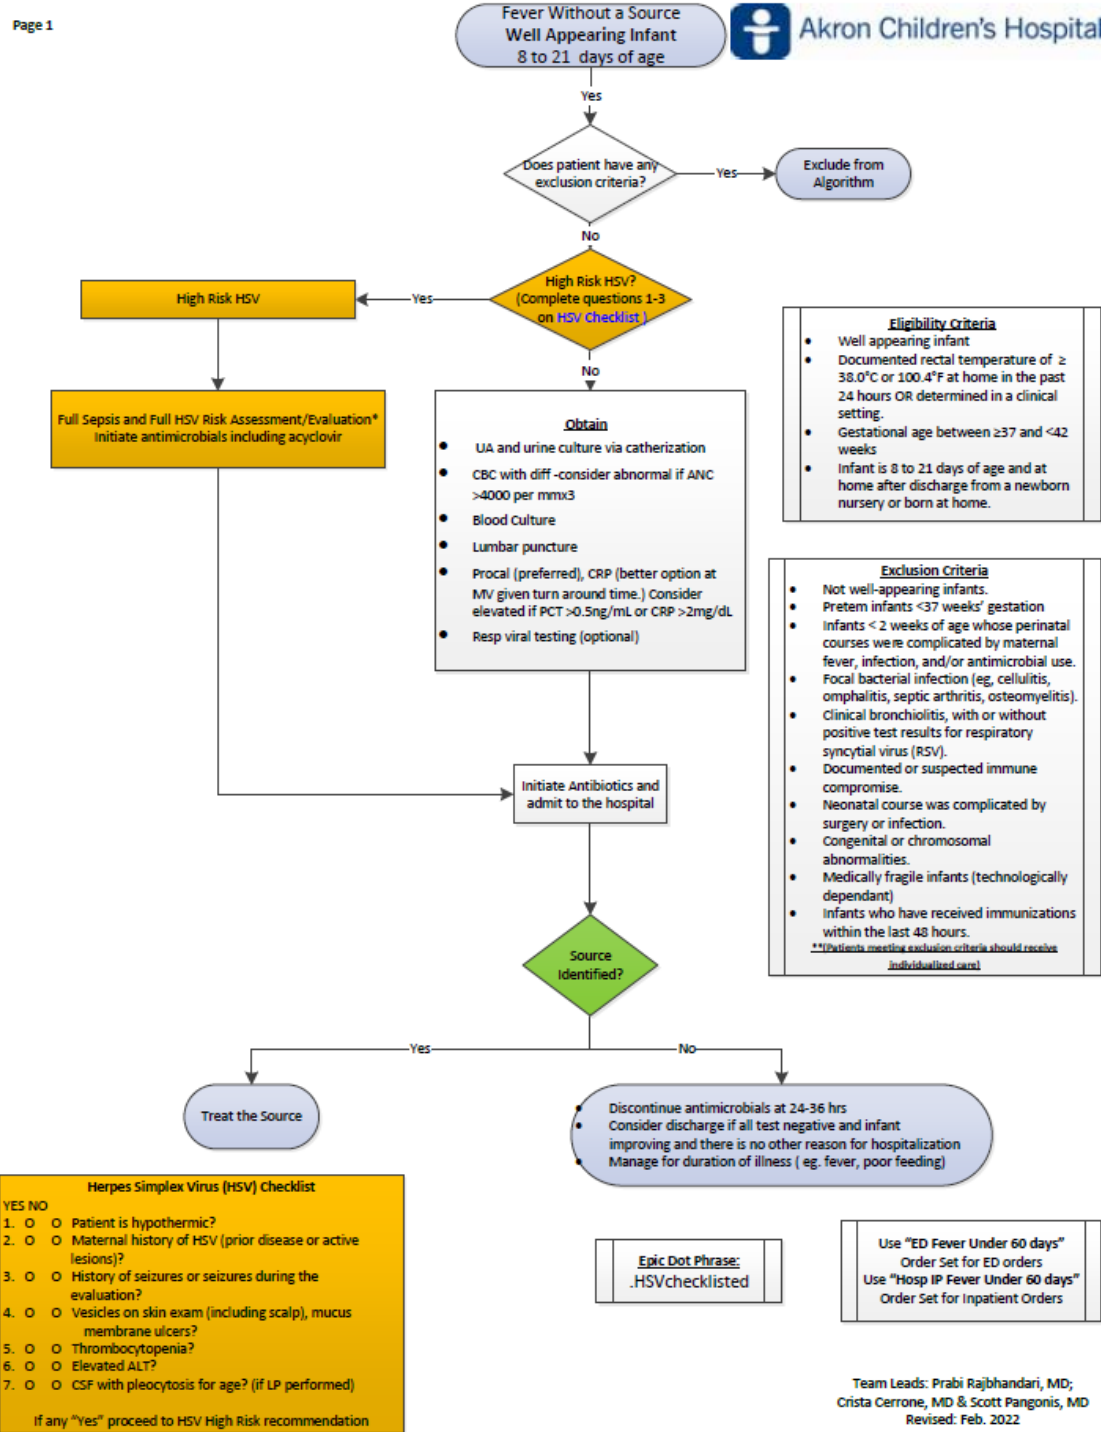 Page 1
Fever Without a Source
Well Appearing Infant
8 to 21 days of age
Akron Children's Hospital
Yes
Does patient have any
exclusion criteria?
Yes
Exclude from
Algorithm
No
High Risk HSV?
(Complete questions 1-3
on HSV Checklist )
Yes
High Risk HSV
No
Full Sepsis and Full HSV Risk Assessment/Evaluation*
Initiate antimicrobials including acyclovir
Obtain
• UA and urine culture via catherization
• CBC with diff -consider abnormal if ANC
>4000 per mmx3
• Blood Culture
• Lumbar puncture
• Procal (preferred), CRP (better option at
MV given turn around time.) Consider
elevated if PCT >0.5ng/mL or CRP >2mg/dL
• Resp viral testing (optional)
Eligibility Criteria
• Well appearing infant
• Documented rectal temperature of ≥
38.0°C or 100.4°F at home in the past
24 hours OR determined in a clinical
setting.
• Gestational age between ≥37 and <42
weeks
• Infant is 8 to 21 days of age and at
home after discharge from a newborn
nursery or born at home.
Exclusion Criteria
• Not well-appearing infants.
• Pretem infants <37 weeks' gestation
• Infants < 2 weeks of age whose perinatal
courses were complicated by maternal
fever, infection, and/or antimicrobial use.
• Focal bacterial infection (eg, cellulitis,
omphalitis, septic arthritis, osteomyelitis).
• Clinical bronchiolitis, with or without
positive test results for respiratory
syncytial virus (RSV).
• Documented or suspected immune
compromise.
• Neonatal course was complicated by
surgery or infection.
• Congenital or chromosomal
abnormalities.
• Medically fragile infants (technologically
dependant)
• Infants who have received immunizations
within the last 48 hours.
**(Patients meeting exclusion criteria should receive
individualized care)
Initiate Antibiotics and
admit to the hospital
Source
Identified?
Yes
No
Treat the Source
• Discontinue antimicrobials at 24-36 hrs
• Consider discharge if all test negative and infant
improving and there is no other reason for hospitalization
• Manage for duration of illness ( eg. fever, poor feeding)
Herpes Simplex Virus (HSV) Checklist
YES NO
1. O O Patient is hypothermic?
2. O O Maternal history of HSV (prior disease or active
lesions)?
3. O O History of seizures or seizures during the
evaluation?
4. O O Vesicles on skin exam (including scalp), mucus
membrane ulcers?
5. O O Thrombocytopenia?
6. O O Elevated ALT?
7. O O CSF with pleocytosis for age? (if LP performed)
If any "Yes" proceed to HSV High Risk recommendation
Epic Dot Phrase:
.HSVchecklisted
Use "ED Fever Under 60 days"
Order Set for ED orders
Use "Hosp IP Fever Under 60 days"
Order Set for Inpatient Orders
Team Leads: Prabi Rajbhandari, MD;
Crista Cerrone, MD & Scott Pangonis, MD
Revised: Feb. 2022